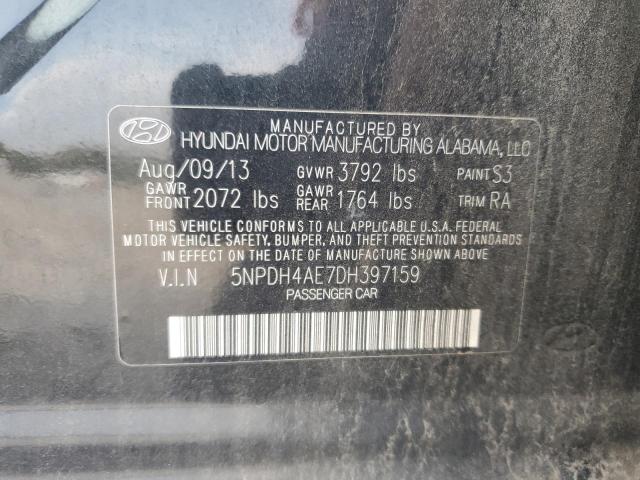 MANUFACTURED BY
HYUNDAI MOTOR MANUFACTURING ALABAMA, LLC
Aug/09/13 GVWR 3792 lbs PAINT S3
GAWR FRONT 2072 lbs GAWR REAR 1764 lbs TRIM RA
THIS VEHICLE CONFORMS TO ALL APPLICABLE U.S.A. FEDERAL
MOTOR VEHICLE SAFETY, BUMPER, AND THEFT PREVENTION STANDARDS
IN EFFECT ON THE DATE OF MANUFACTURE SHOWN ABOVE.
V.I.N 5NPDH4AE7DH397159
PASSENGER CAR